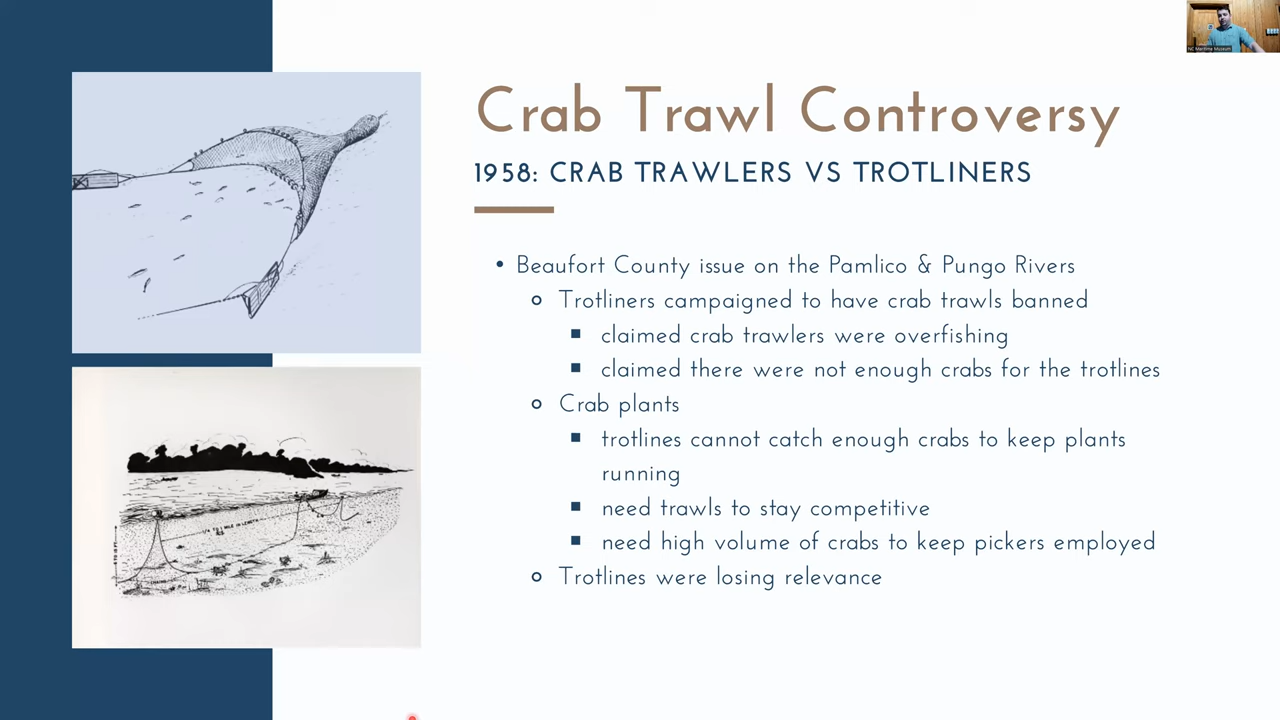 Crab Trawl Controversy
1958: CRAB TRAWLERS VS TROTLINERS
Beaufort County issue on the Pamlico & Pungo Rivers
Trotliners campaigned to have crab trawls banned
claimed crab trawlers were overfishing
claimed there were not enough crabs for the trotlines
Crab plants
trotlines cannot catch enough crabs to keep plants
running
need trawls to stay competitive
need high volume of crabs to keep pickers employed
Trotlines were losing relevance
NC Maritime Museum